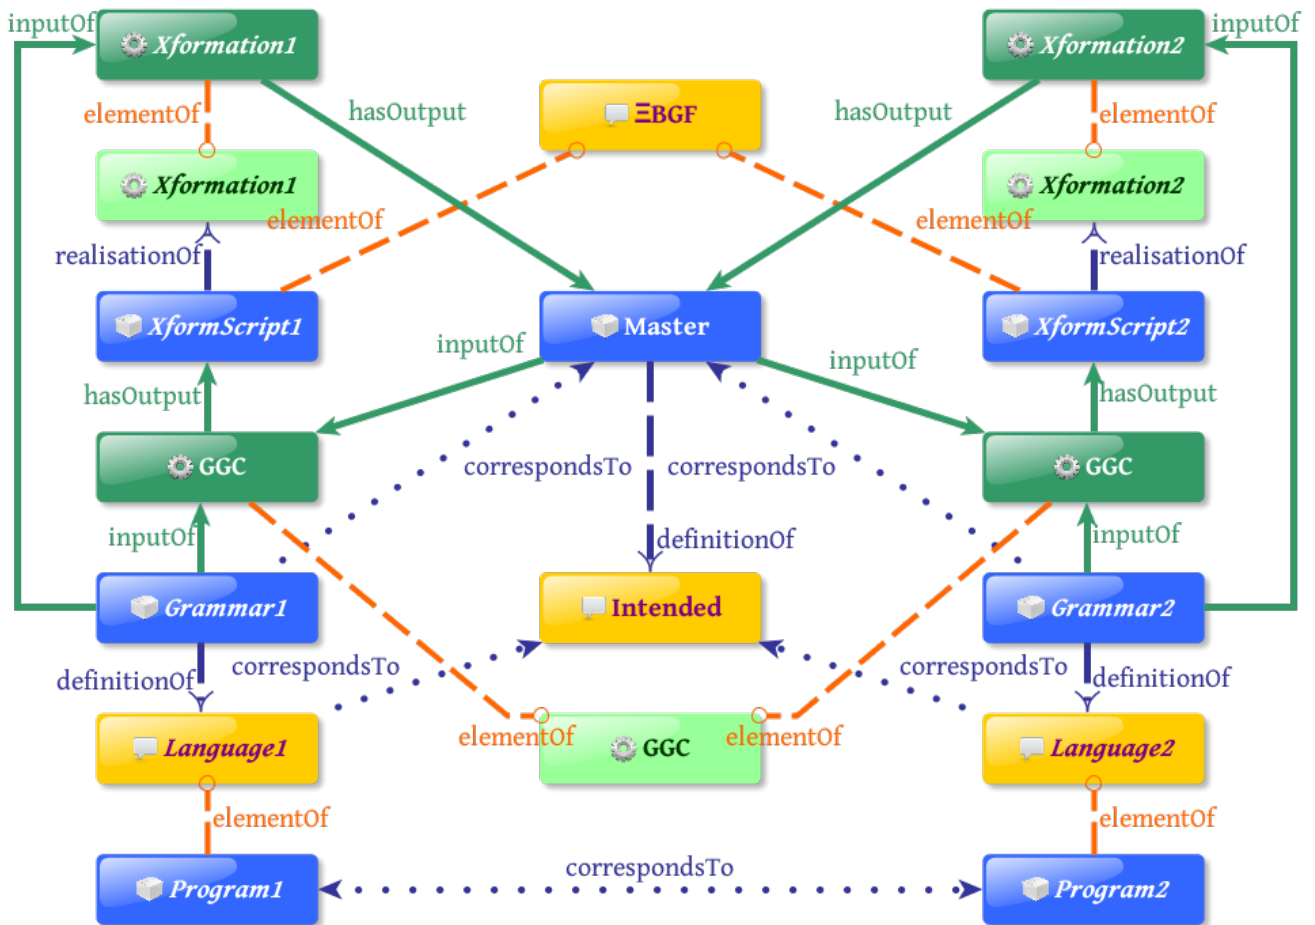 inputOf
Xformation1
Xformation2
inputOf
elementOf
hasOutput
ΞBGF
hasOutput
elementOf
Xformation1
Xformation2
elementOf
elementOf
realisationOf
realisationOf
XformScript1
Master
XformScript2
inputOf
inputOf
hasOutput
hasOutput
GGC
correspondsTo
correspondsTo
GGC
inputOf
definitionOf
inputOf
Grammar1
Intended
Grammar2
definitionOf
correspondsTo
correspondsTo
definitionOf
Language1
elementOf
GGC
elementOf
Language2
elementOf
elementOf
Program1
correspondsTo
Program2